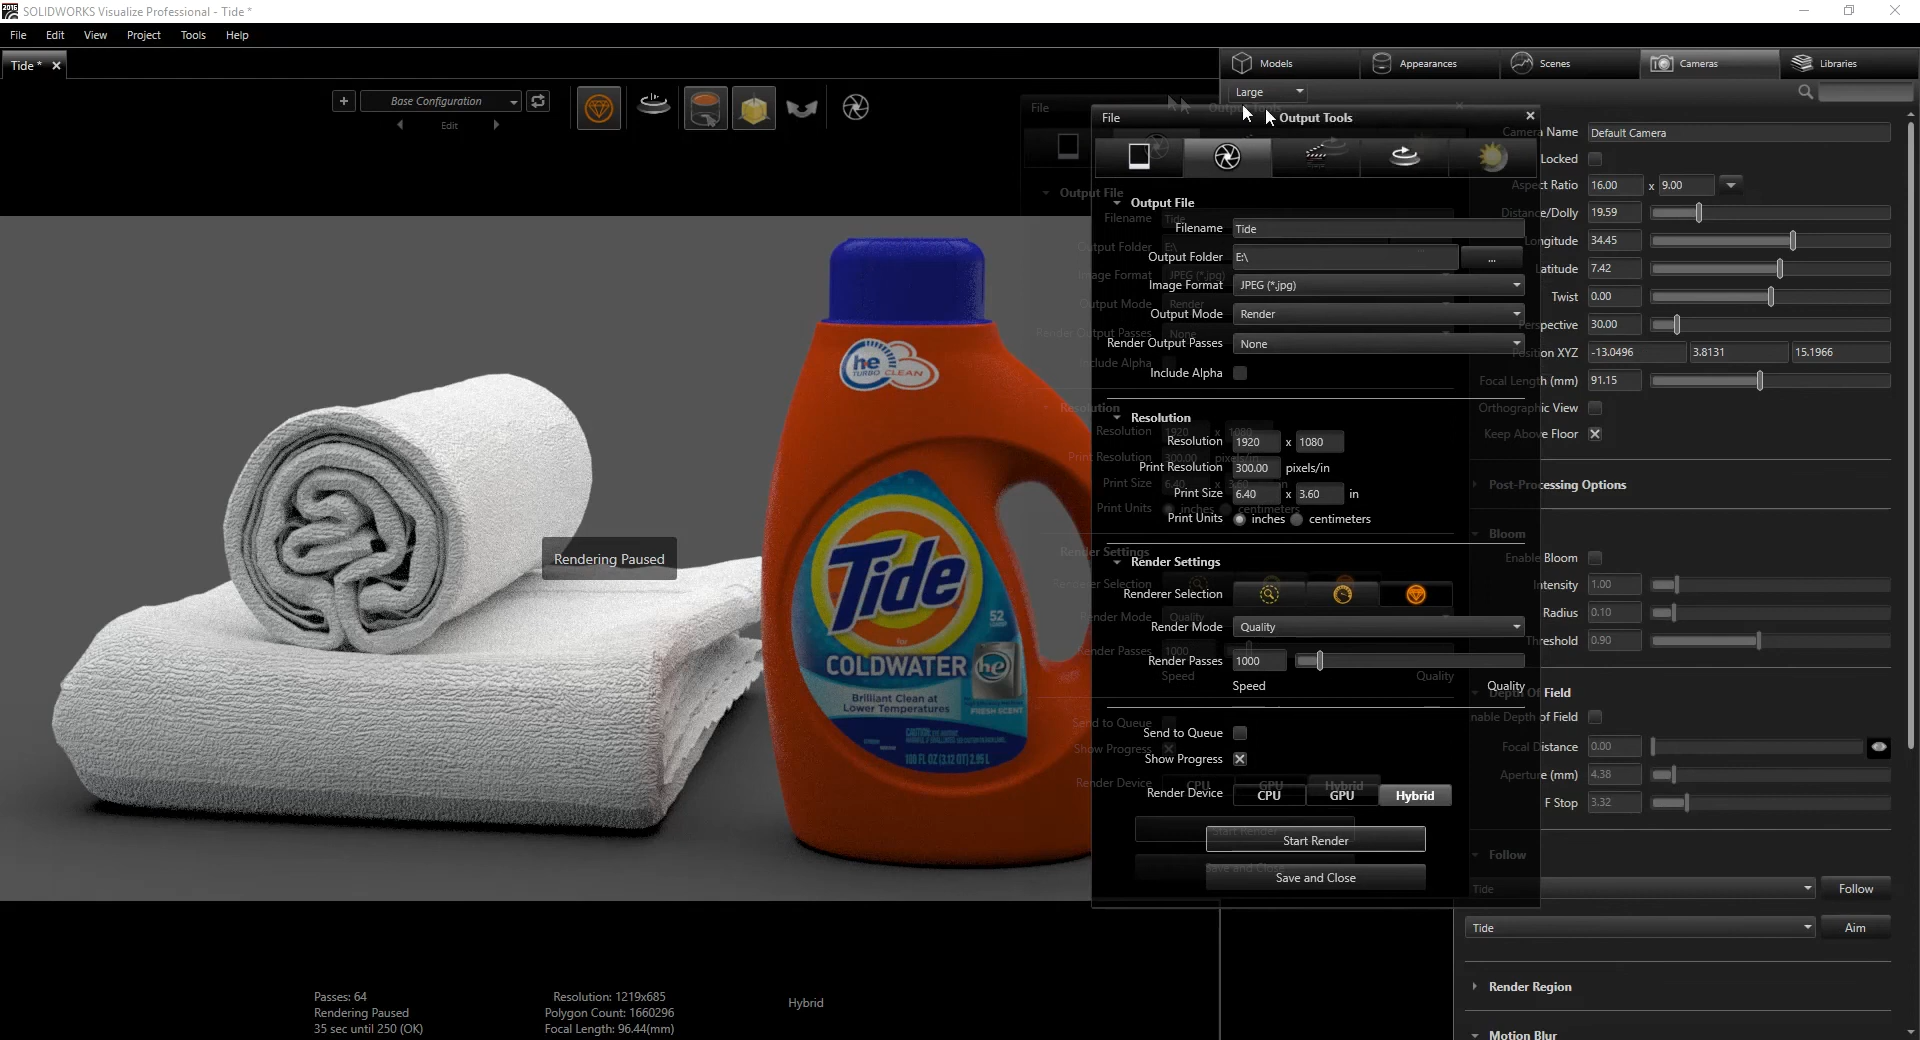 SOLIDWORKS Visualize Professional - Tide *
File Edit View Project Tools Help
Tide *
Base Configuration
Edit
Models Appearances Scenes Cameras Libraries
Large
File Output Tools
Output File
Filename Tide
Output Folder E:\ ...
Image Format JPEG (*.jpg)
Output Mode Render
Render Output Passes None
Include Alpha
Resolution
Resolution 1920 x 1080
Print Resolution 300.00 pixels/in
Print Size 6.40 x 3.60 in
Print Units inches centimeters
Render Settings
Renderer Selection
Render Mode Quality
Render Passes 1000
Speed Quality
Send to Queue
Show Progress
Render Device CPU GPU Hybrid
Start Render
Save and Close
Camera Name Default Camera
Locked
Aspect Ratio 16.00 x 9.00
Distance/Dolly 19.59
Longitude 34.45
Latitude 7.42
Twist 0.00
Perspective 30.00
Position XYZ -13.0496 3.8131 15.1966
Focal Length (mm) 91.15
Orthographic View
Keep Above Floor
Post-Processing Options
Bloom
Enable Bloom
Intensity 1.00
Radius 0.10
Threshold 0.90
Depth Of Field
Enable Depth of Field
Focal Distance 0.00
Aperture (mm) 4.38
F Stop 3.32
Follow
Tide Follow
Tide Aim
Render Region
Motion Blur
he
TURBO CLEAN
Tide
52
for
COLDWATER
he
Brilliant Clean at
Lower Temperatures
FRESH SCENT
Rendering Paused
Passes: 64
Rendering Paused
35 sec until 250 (OK)
Resolution: 1219x685
Polygon Count: 1660296
Focal Length: 96.44(mm)
Hybrid